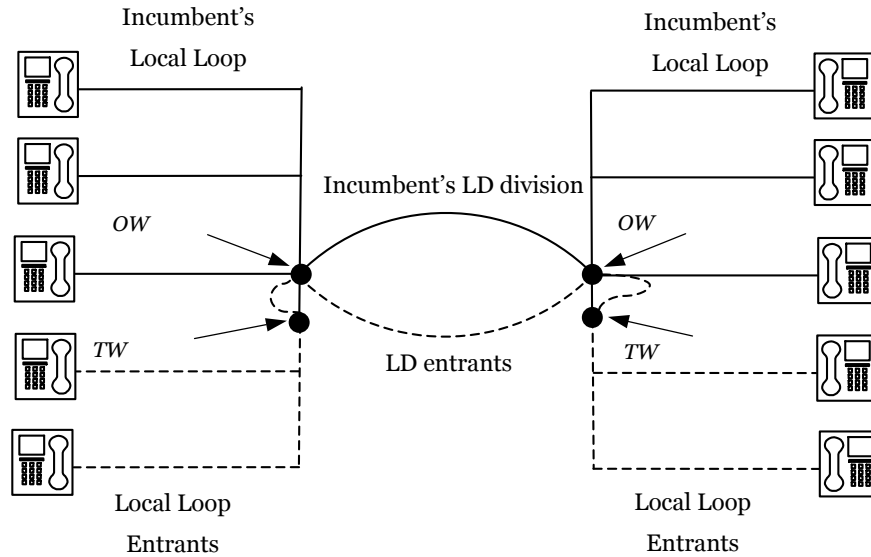 Incumbent's
Local Loop
Incumbent's
Local Loop
Incumbent's LD division
OW
OW
TW
LD entrants
TW
Local Loop
Entrants
Local Loop
Entrants